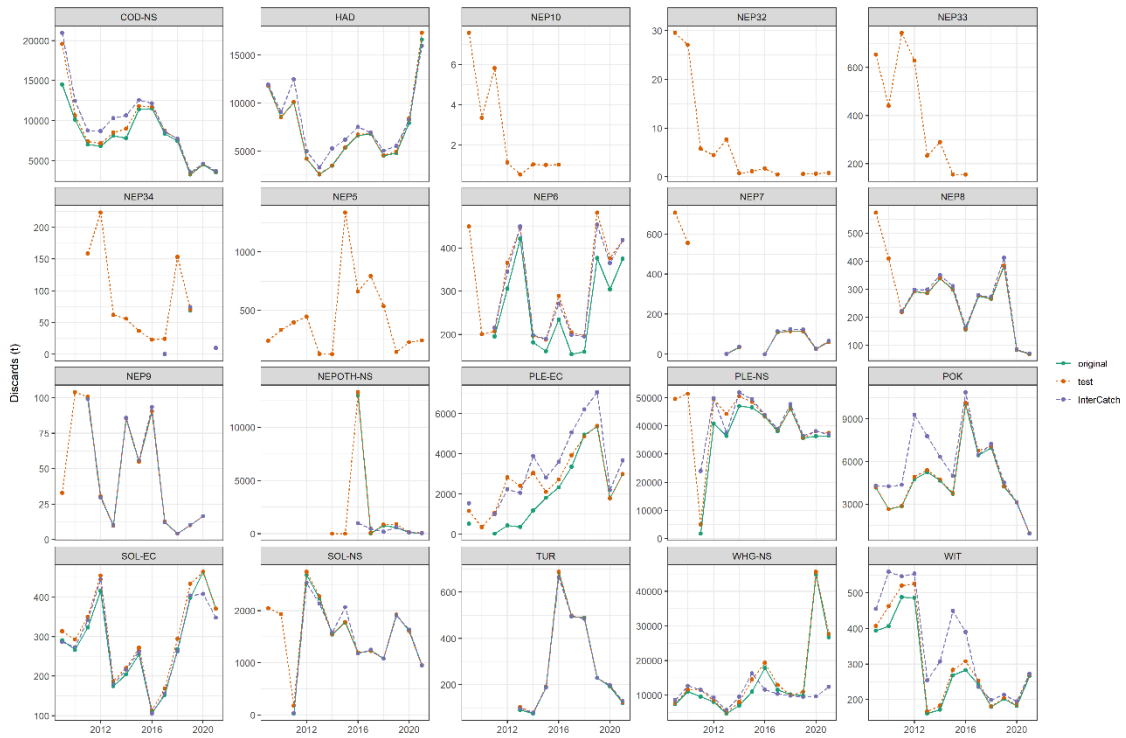 COD-NS HAD NEP10 NEP32 NEP33
20000 15000 10000 5000
15000 10000 5000
6 4 2
30 20 10 0
600 400 200
NEP34 NEP5 NEP6 NEP7 NEP8
200 150 100 50 0
1000 500
400 300 200
600 400 200 0
500 400 300 200 100
NEP9 NEPOTH-NS PLE-EC PLE-NS POK
100 75 50 25 0
10000 5000 0
6000 4000 2000 0
50000 40000 30000 20000 10000 0
9000 6000 3000
SOL-EC SOL-NS TUR WHG-NS WIT
400 300 200 100
2000 1000 0
600 400 200
40000 30000 20000 10000
500 400 300 200
2012 2016 2020 2012 2016 2020 2012 2016 2020 2012 2016 2020 2012 2016 2020
Discards (t)
original
test
InterCatch